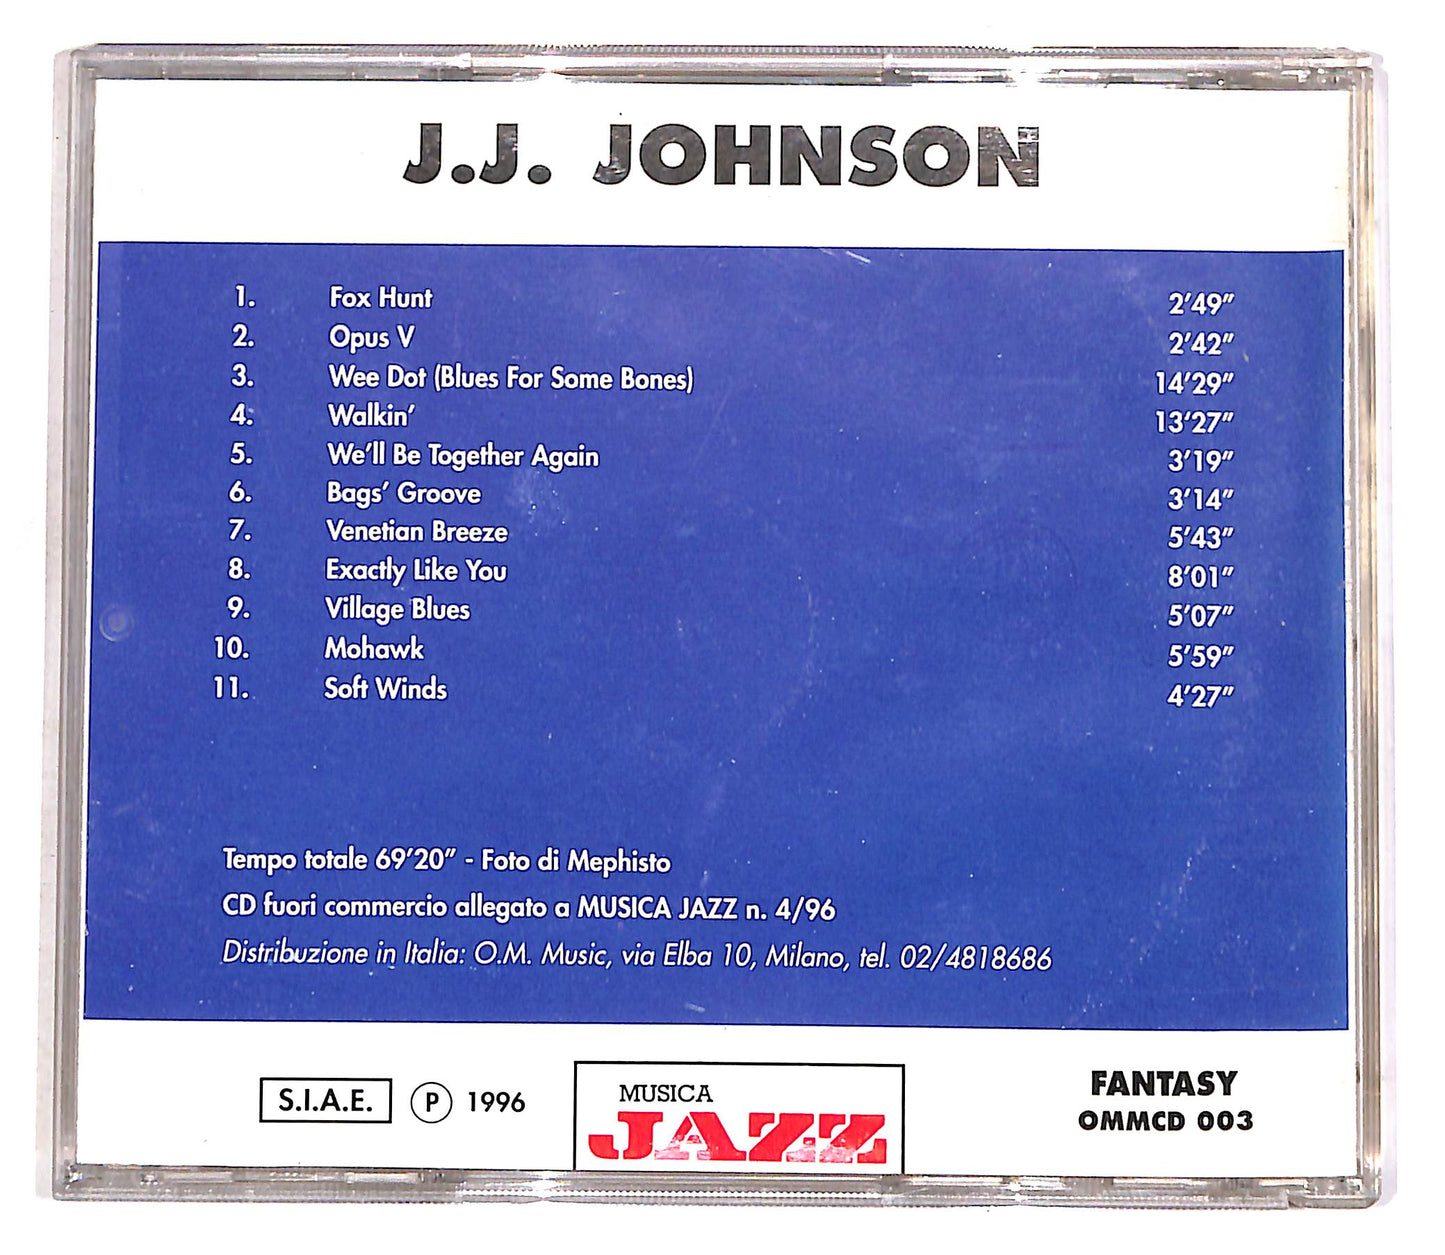 J.J. JOHNSON
1. Fox Hunt 2'49"
2. Opus V 2'42"
3. Wee Dot (Blues For Some Bones) 14'29"
4. Walkin' 13'27"
5. We'll Be Together Again 3'19"
6. Bags' Groove 3'14"
7. Venetian Breeze 5'43"
8. Exactly Like You 8'01"
9. Village Blues 5'07"
10. Mohawk 5'59"
11. Soft Winds 4'27"
Tempo totale 69'20" - Foto di Mephisto
CD fuori commercio allegato a MUSICA JAZZ n. 4/96
Distribuzione in Italia: O.M. Music, via Elba 10, Milano, tel. 02/4818686
S.I.A.E. Ⓟ 1996
MUSICA
JAZZ
FANTASY
OMMCD 003